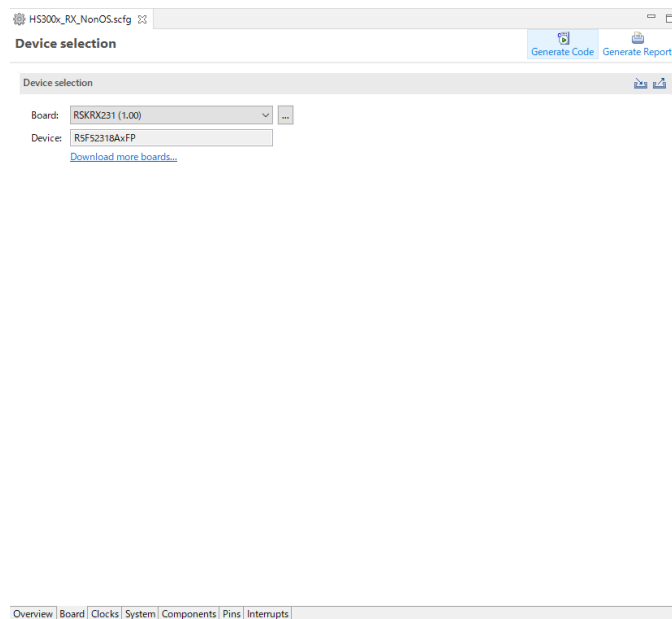 HS300x_RX_NonOS.scfg
Device selection
Generate Code Generate Report
Device selection
Board: RSKRX231 (1.00) ...
Device: R5F52318AxFP
Download more boards...
Overview Board Clocks System Components Pins Interrupts